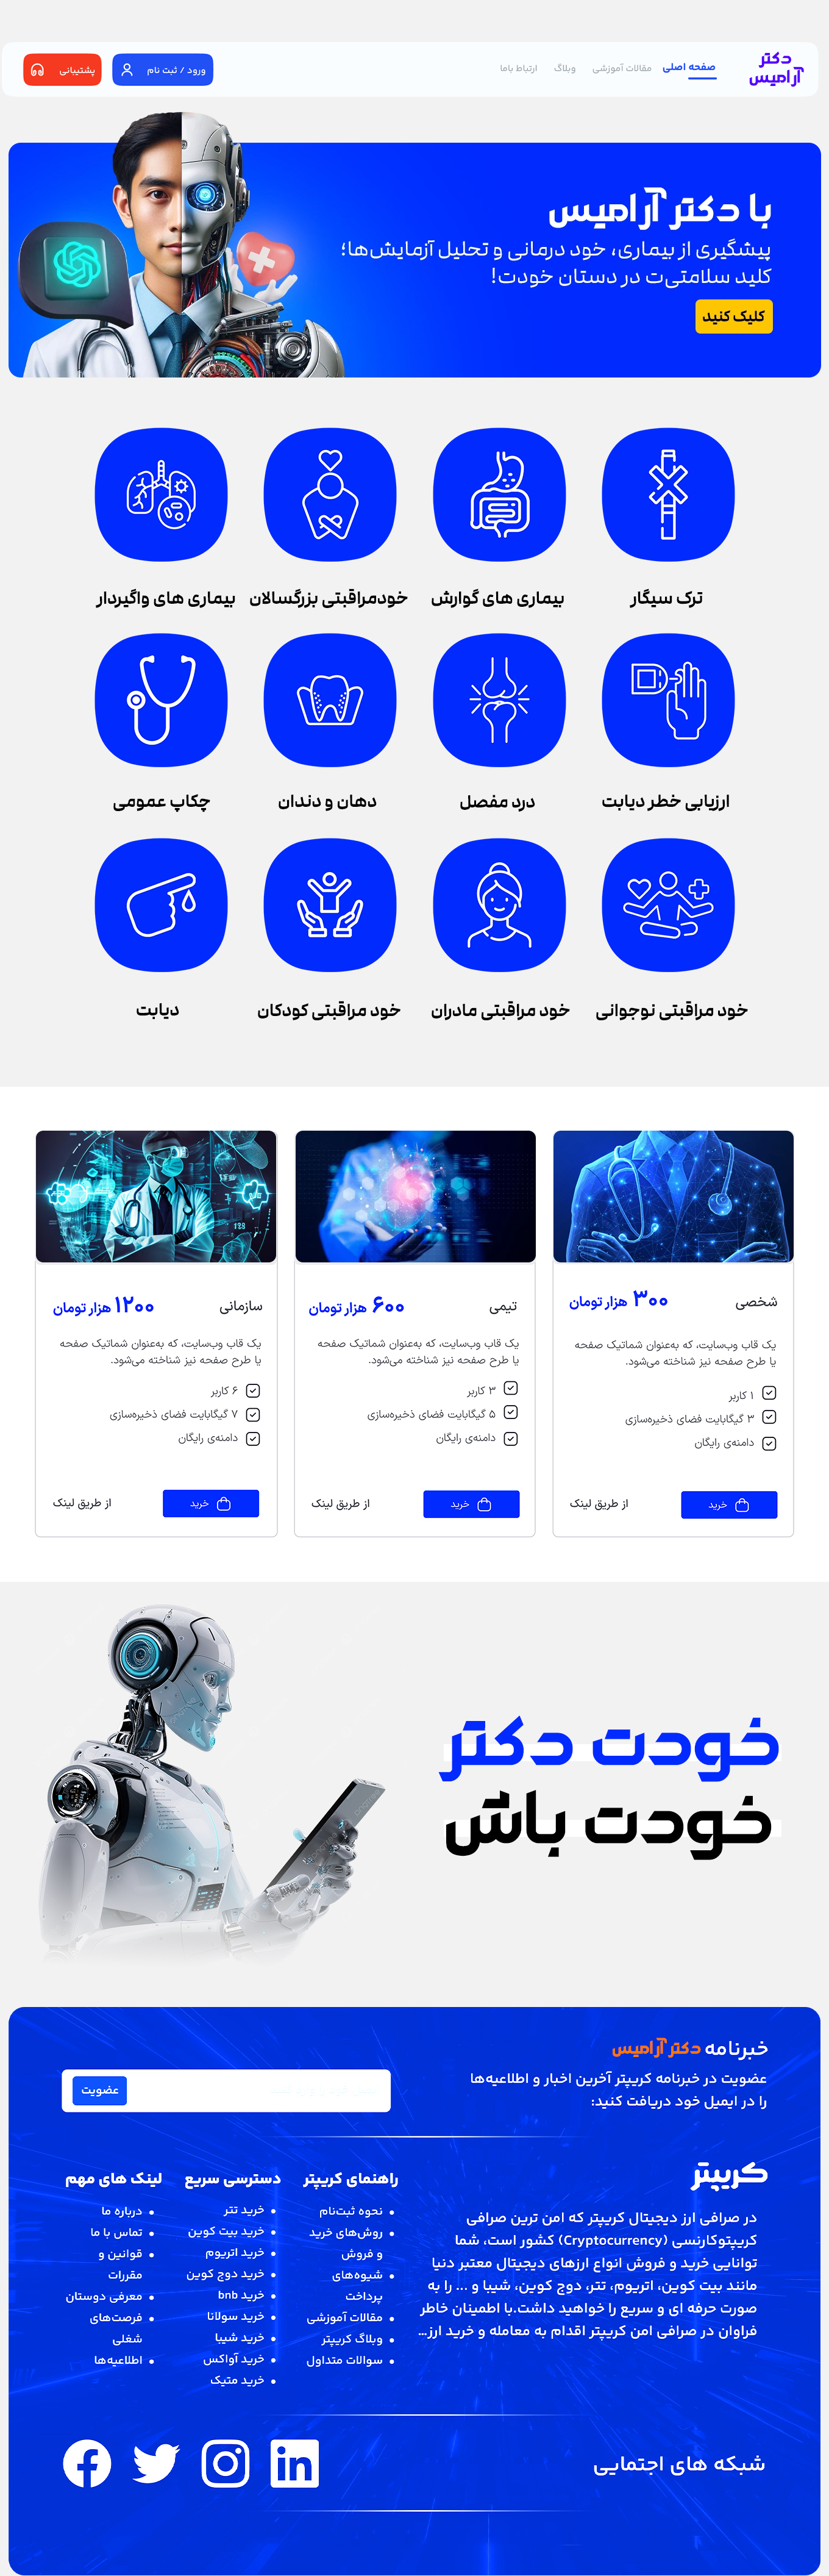 دکتر
آرامیس
صفحه اصلی
مقالات آموزشی
وبلاگ
ارتباط باما
ورود / ثبت نام
پشتیبانی
با دکتر آرامیس
پیشگیری از بیماری، خود درمانی و تحلیل آزمایش‌ها؛
کلید سلامتی‌ت در دستان خودت!
کلیک کنید
ترک سیگار
بیماری های گوارش
خودمراقبتی بزرگسالان
بیماری های واگیردار
ارزیابی خطر دیابت
درد مفصل
دهان و دندان
چکاپ عمومی
خود مراقبتی نوجوانی
خود مراقبتی مادران
خود مراقبتی کودکان
دیابت
شخصی
۳۰۰ هزار تومان
یک قاب وب‌سایت، که به‌عنوان شماتیک صفحه
یا طرح صفحه نیز شناخته می‌شود.
۱ کاربر
۳ گیگابایت فضای ذخیره‌سازی
دامنه‌ی رایگان
خرید
از طریق لینک
تیمی
۶۰۰ هزار تومان
یک قاب وب‌سایت، که به‌عنوان شماتیک صفحه
یا طرح صفحه نیز شناخته می‌شود.
۳ کاربر
۵ گیگابایت فضای ذخیره‌سازی
دامنه‌ی رایگان
خرید
از طریق لینک
سازمانی
۱۲۰۰ هزار تومان
یک قاب وب‌سایت، که به‌عنوان شماتیک صفحه
یا طرح صفحه نیز شناخته می‌شود.
۶ کاربر
۷ گیگابایت فضای ذخیره‌سازی
دامنه‌ی رایگان
خرید
از طریق لینک
خودت دکتر
خودت باش
خبرنامه دکتر آرامیس
عضویت در خبرنامه کریپتر آخرین اخبار و اطلاعیه‌ها
را در ایمیل خود دریافت کنید:
عضویت
کریپتر
در صرافی ارز دیجیتال کریپتر که امن ترین صرافی
کریپتوکارنسی (Cryptocurrency) کشور است، شما
توانایی خرید و فروش انواع ارزهای دیجیتال معتبر دنیا
مانند بیت کوین، اتریوم، تتر، دوج کوین، شیبا و ... را به
صورت حرفه ای و سریع را خواهید داشت.با اطمینان خاطر
فراوان در صرافی امن کریپتر اقدام به معامله و خرید ارز...
راهنمای کریپتر
نحوه ثبت‌نام
روش‌های خرید
و فروش
شیوه‌های
پرداخت
مقالات آموزشی
وبلاگ کریپتر
سوالات متداول
دسترسی سریع
خرید تتر
خرید بیت کوین
خرید اتریوم
خرید دوج کوین
خرید bnb
خرید سولانا
خرید شیبا
خرید آواکس
خرید متیک
لینک های مهم
درباره ما
تماس با ما
قوانین و
مقررات
معرفی دوستان
فرصت‌های
شغلی
اطلاعیه‌ها
شبکه های اجتمایی